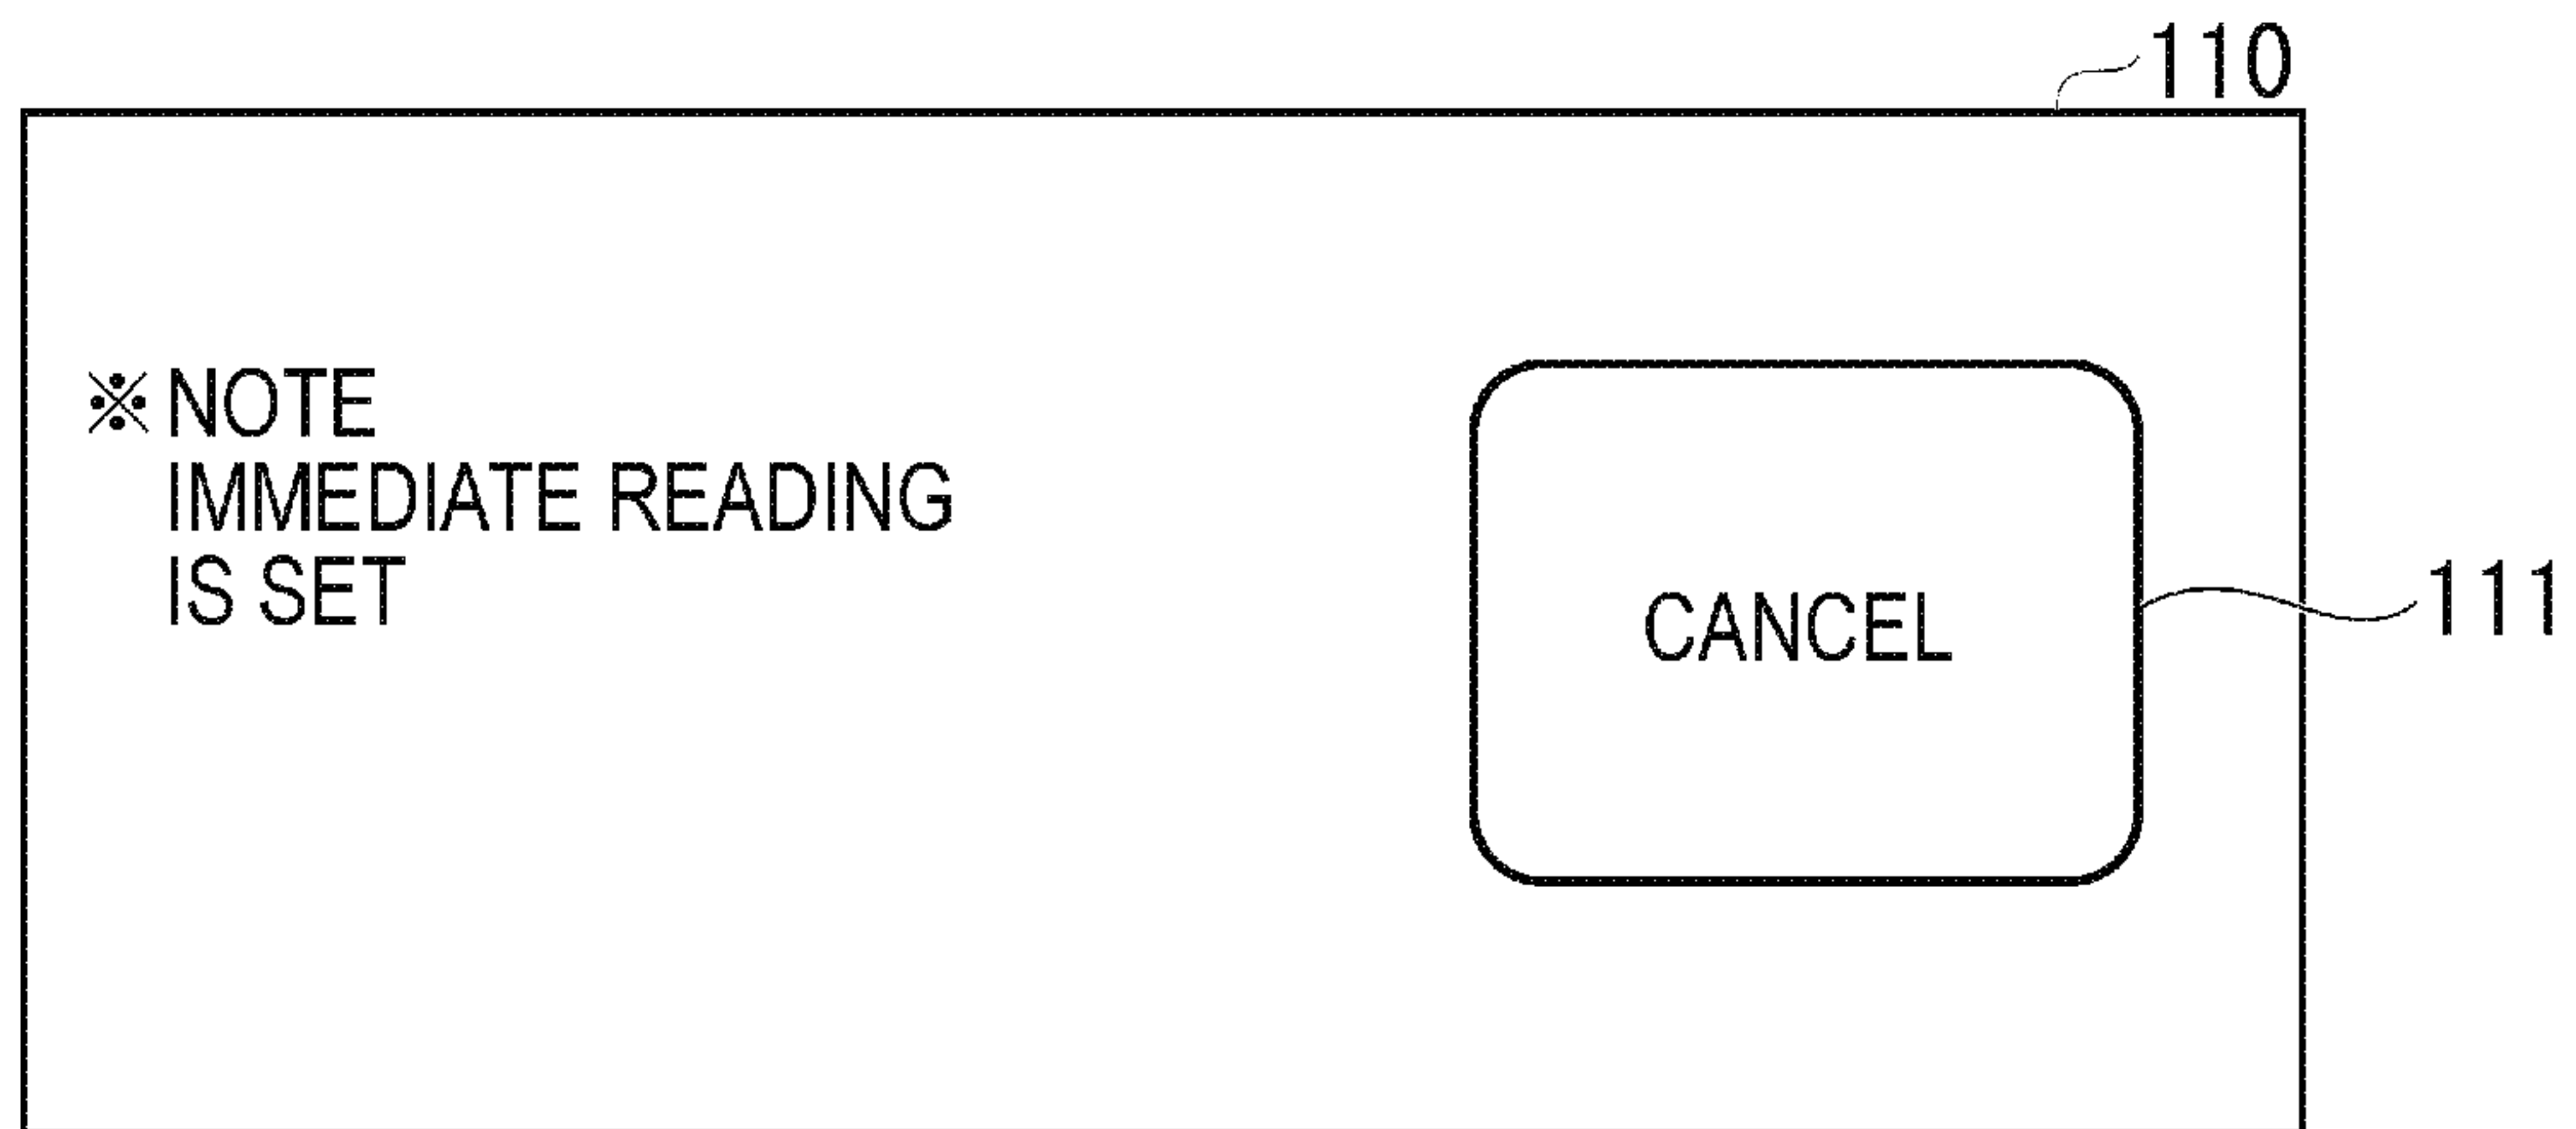 110
※ NOTE
IMMEDIATE READING
IS SET
CANCEL
111